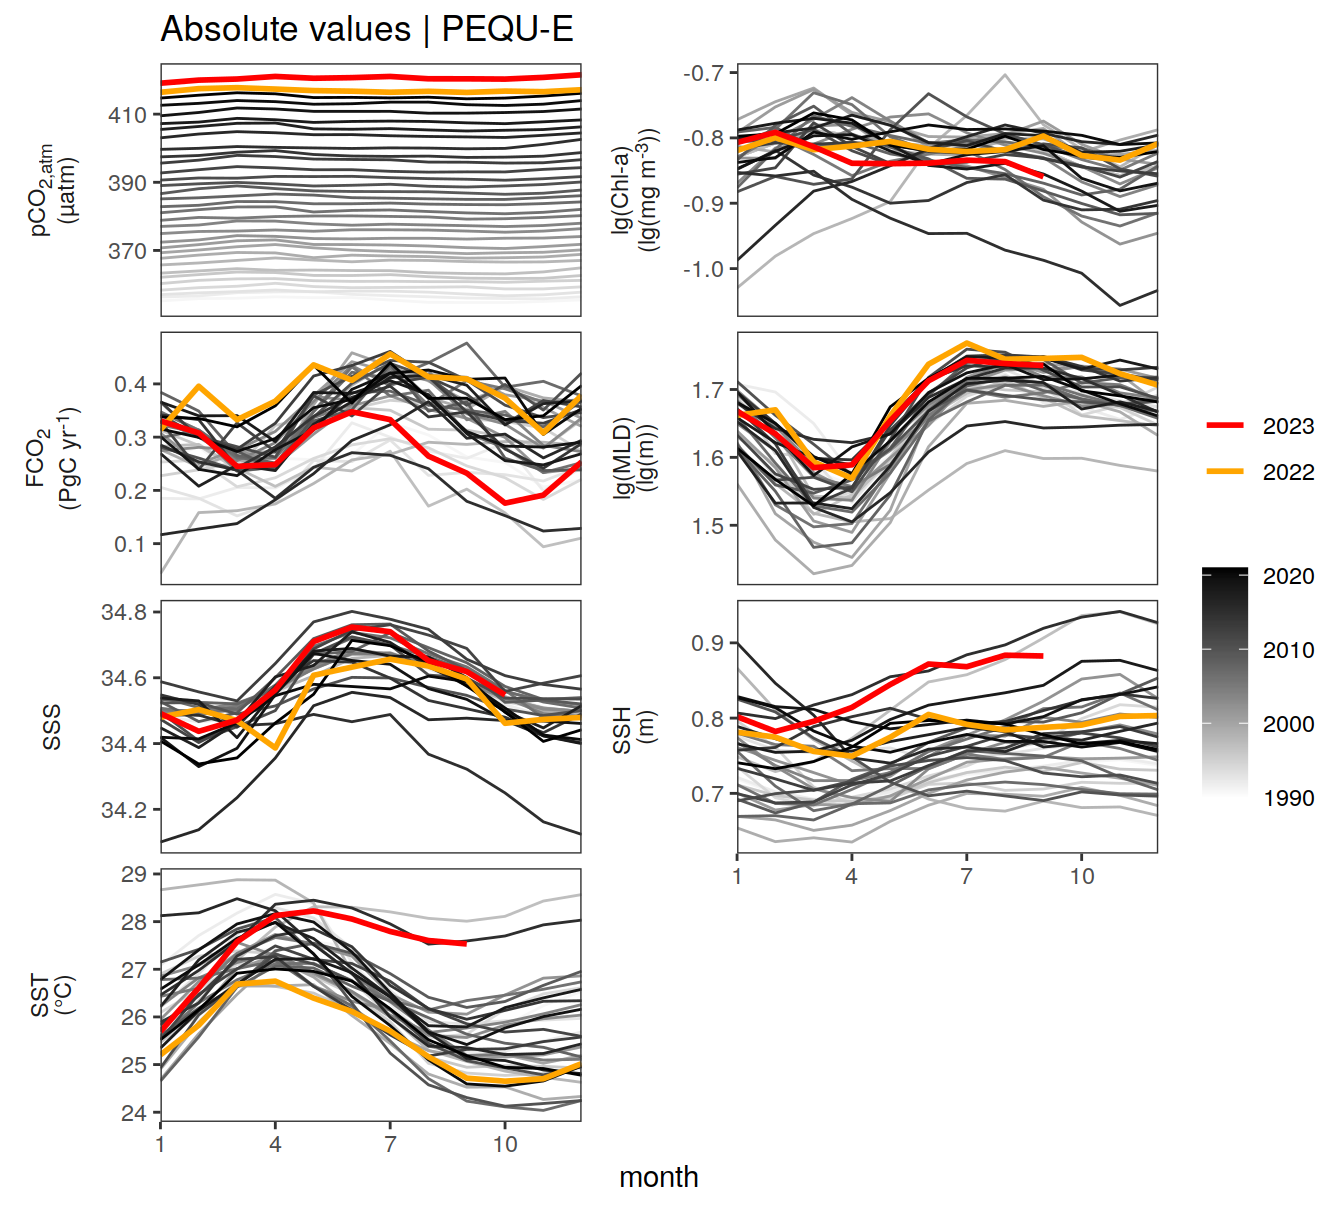 Absolute values | PEQU-E
pCO2,atm
(µatm)
410
390
370
lg(Chl-a)
(lg(mg m-3))
-0.7
-0.8
-0.9
-1.0
FCO2
(PgC yr-1)
0.4
0.3
0.2
0.1
lg(MLD)
(lg(m))
1.7
1.6
1.5
SSS
34.8
34.6
34.4
34.2
SSH
(m)
0.9
0.8
0.7
1 4 7 10
SST
(°C)
29
28
27
26
25
24
1 4 7 10
month
2023
2022
2020
2010
2000
1990